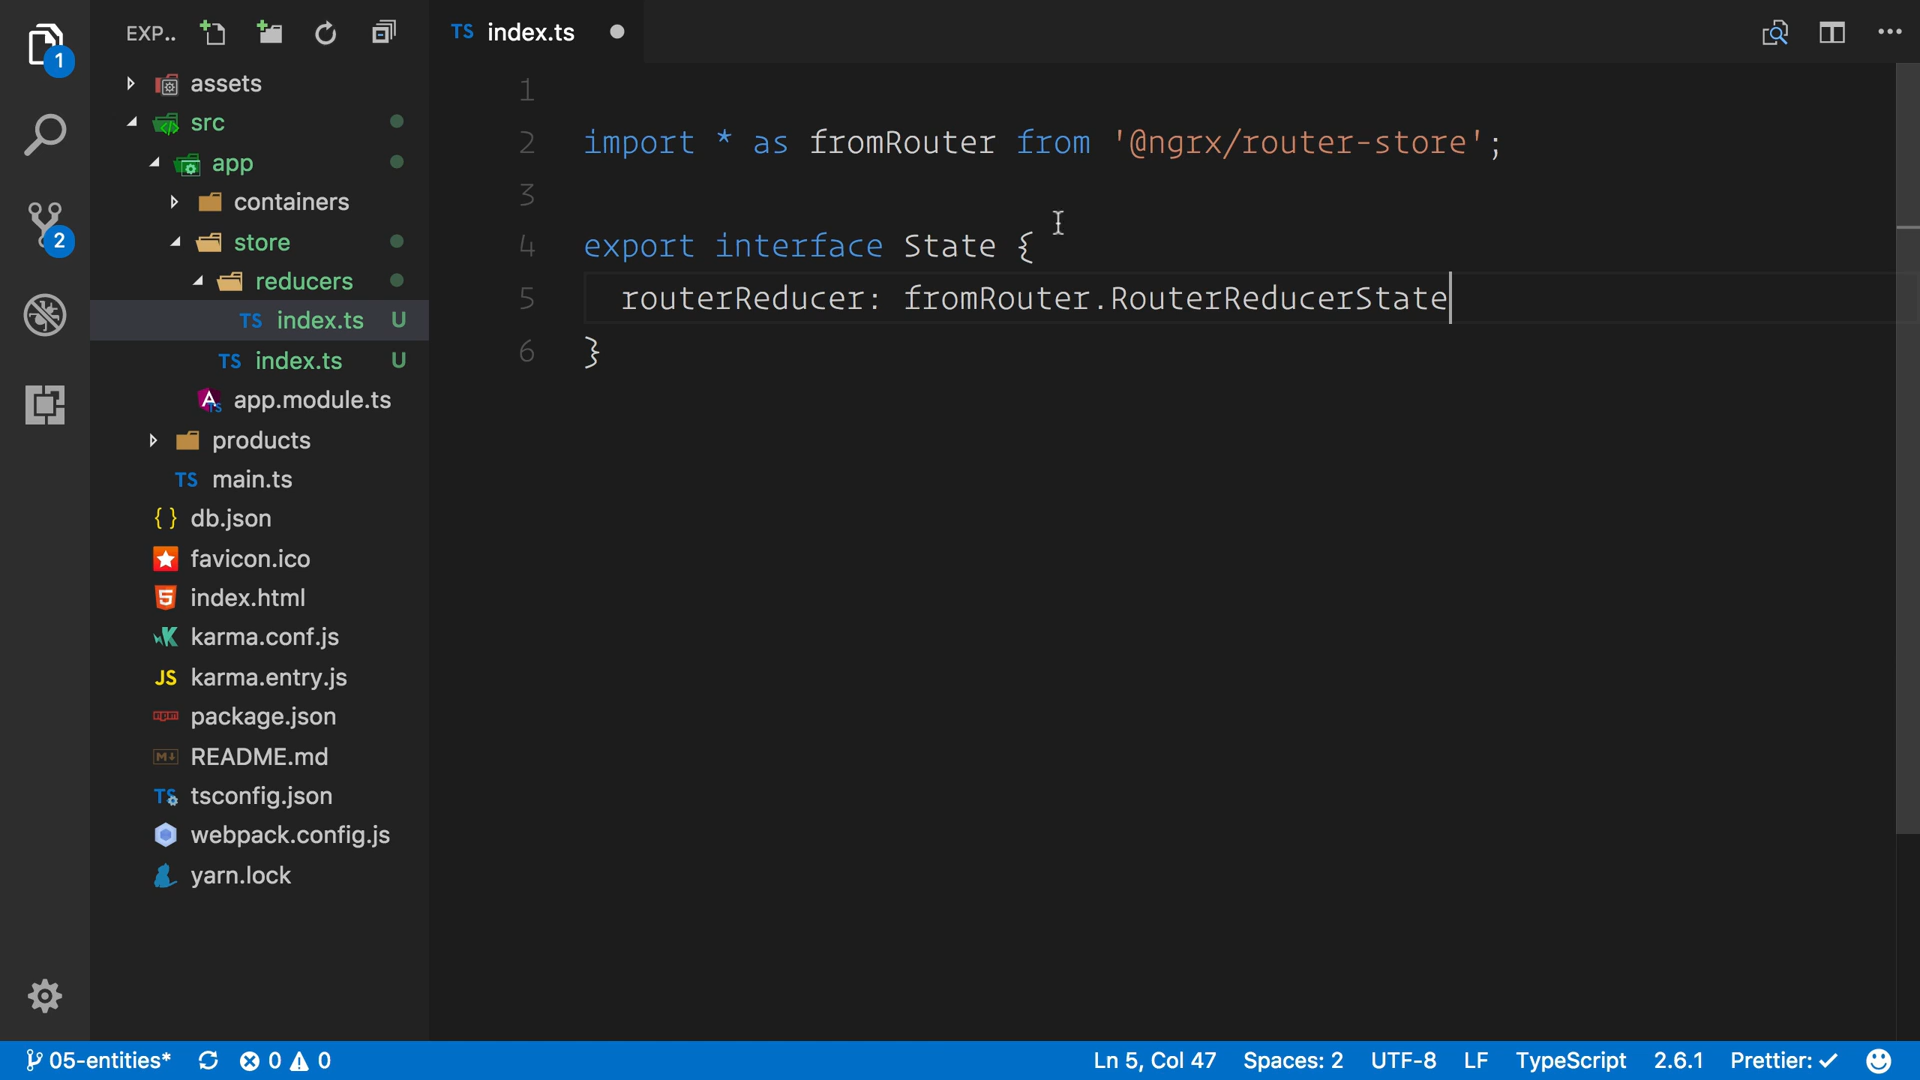 EXP..
TS index.ts
1
2
assets
src
app
containers
store
reducers
TS index.ts U
TS index.ts U
app.module.ts
products
TS main.ts
{ } db.json
favicon.ico
5 index.html
K karma.conf.js
JS karma.entry.js
package.json
M README.md
TS tsconfig.json
webpack.config.js
yarn.lock
1
2 import * as fromRouter from '@ngrx/router-store';
3
4 export interface State {
5 routerReducer: fromRouter.RouterReducerState
6 }
05-entities* 0 0 Ln 5, Col 47 Spaces: 2 UTF-8 LF TypeScript 2.6.1 Prettier: ✓